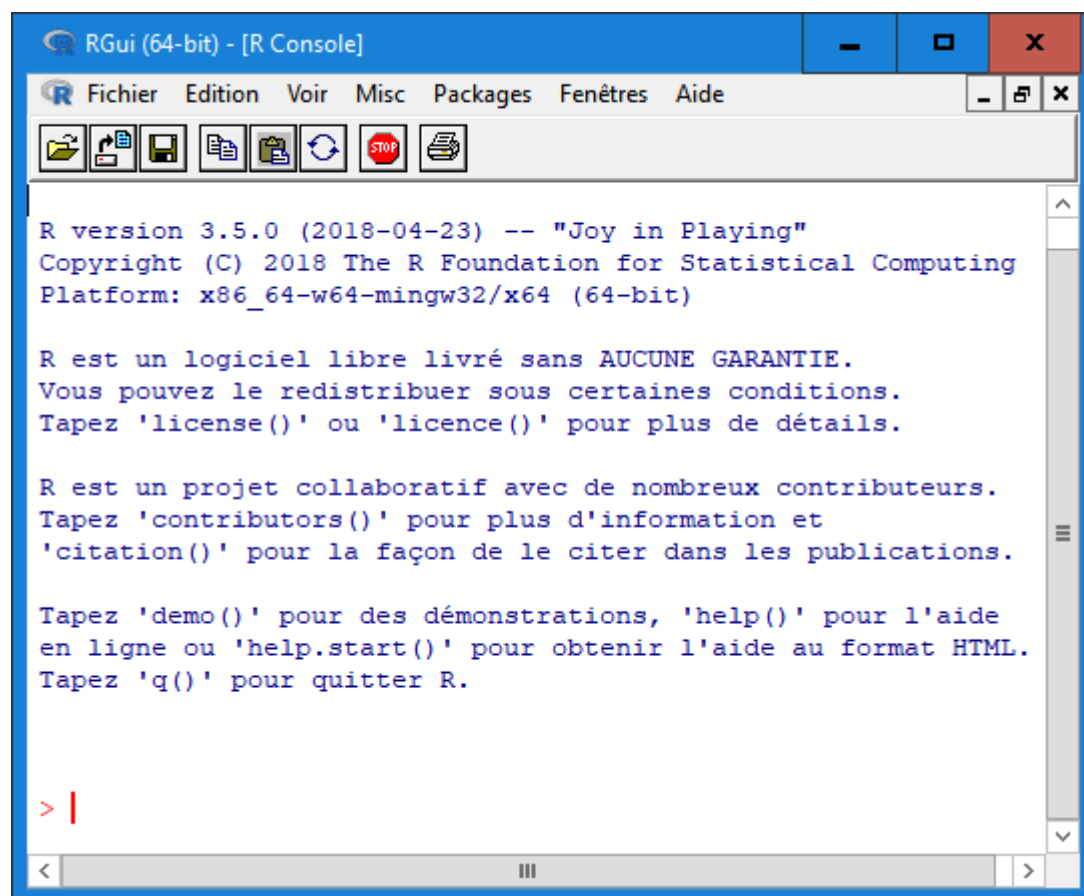 RGui (64-bit) - [R Console]
Fichier Edition Voir Misc Packages Fenêtres Aide
STOP
R version 3.5.0 (2018-04-23) -- "Joy in Playing"
Copyright (C) 2018 The R Foundation for Statistical Computing
Platform: x86_64-w64-mingw32/x64 (64-bit)
R est un logiciel libre livré sans AUCUNE GARANTIE.
Vous pouvez le redistribuer sous certaines conditions.
Tapez 'license()' ou 'licence()' pour plus de détails.
R est un projet collaboratif avec de nombreux contributeurs.
Tapez 'contributors()' pour plus d'information et
'citation()' pour la façon de le citer dans les publications.
Tapez 'demo()' pour des démonstrations, 'help()' pour l'aide
en ligne ou 'help.start()' pour obtenir l'aide au format HTML.
Tapez 'q()' pour quitter R.
>